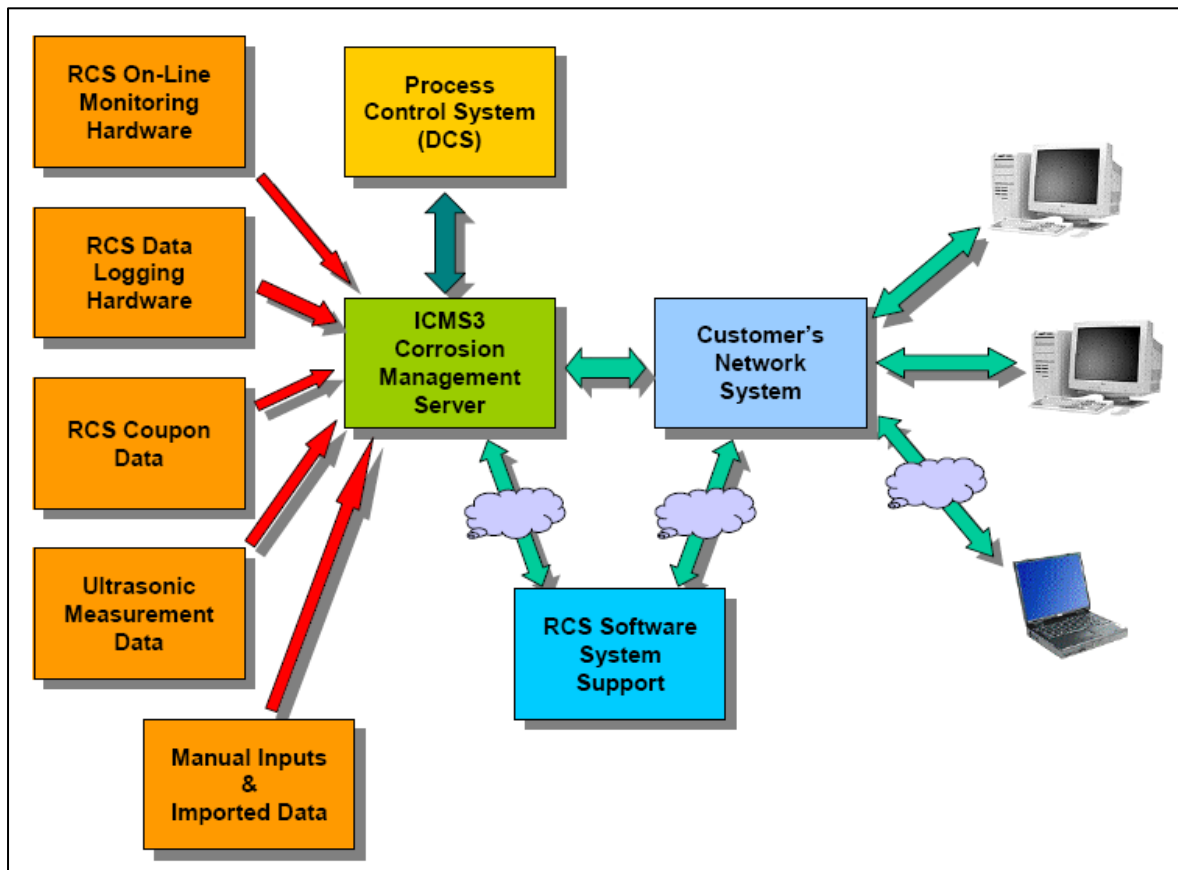 RCS On-Line
Monitoring
Hardware
Process
Control System
(DCS)
RCS Data
Logging
Hardware
ICMS3
Corrosion
Management
Server
Customer's
Network
System
RCS Coupon
Data
Ultrasonic
Measurement
Data
RCS Software
System
Support
Manual Inputs
&
Imported Data